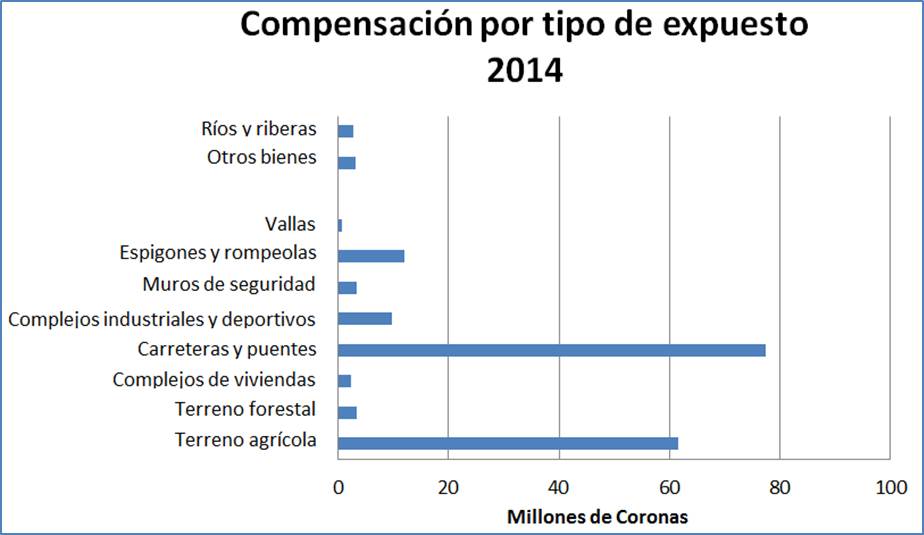 Compensación por tipo de expuesto
2014
Ríos y riberas
Otros bienes
Vallas
Espigones y rompeolas
Muros de seguridad
Complejos industriales y deportivos
Carreteras y puentes
Complejos de viviendas
Terreno forestal
Terreno agrícola
0 20 40 60 80 100
Millones de Coronas